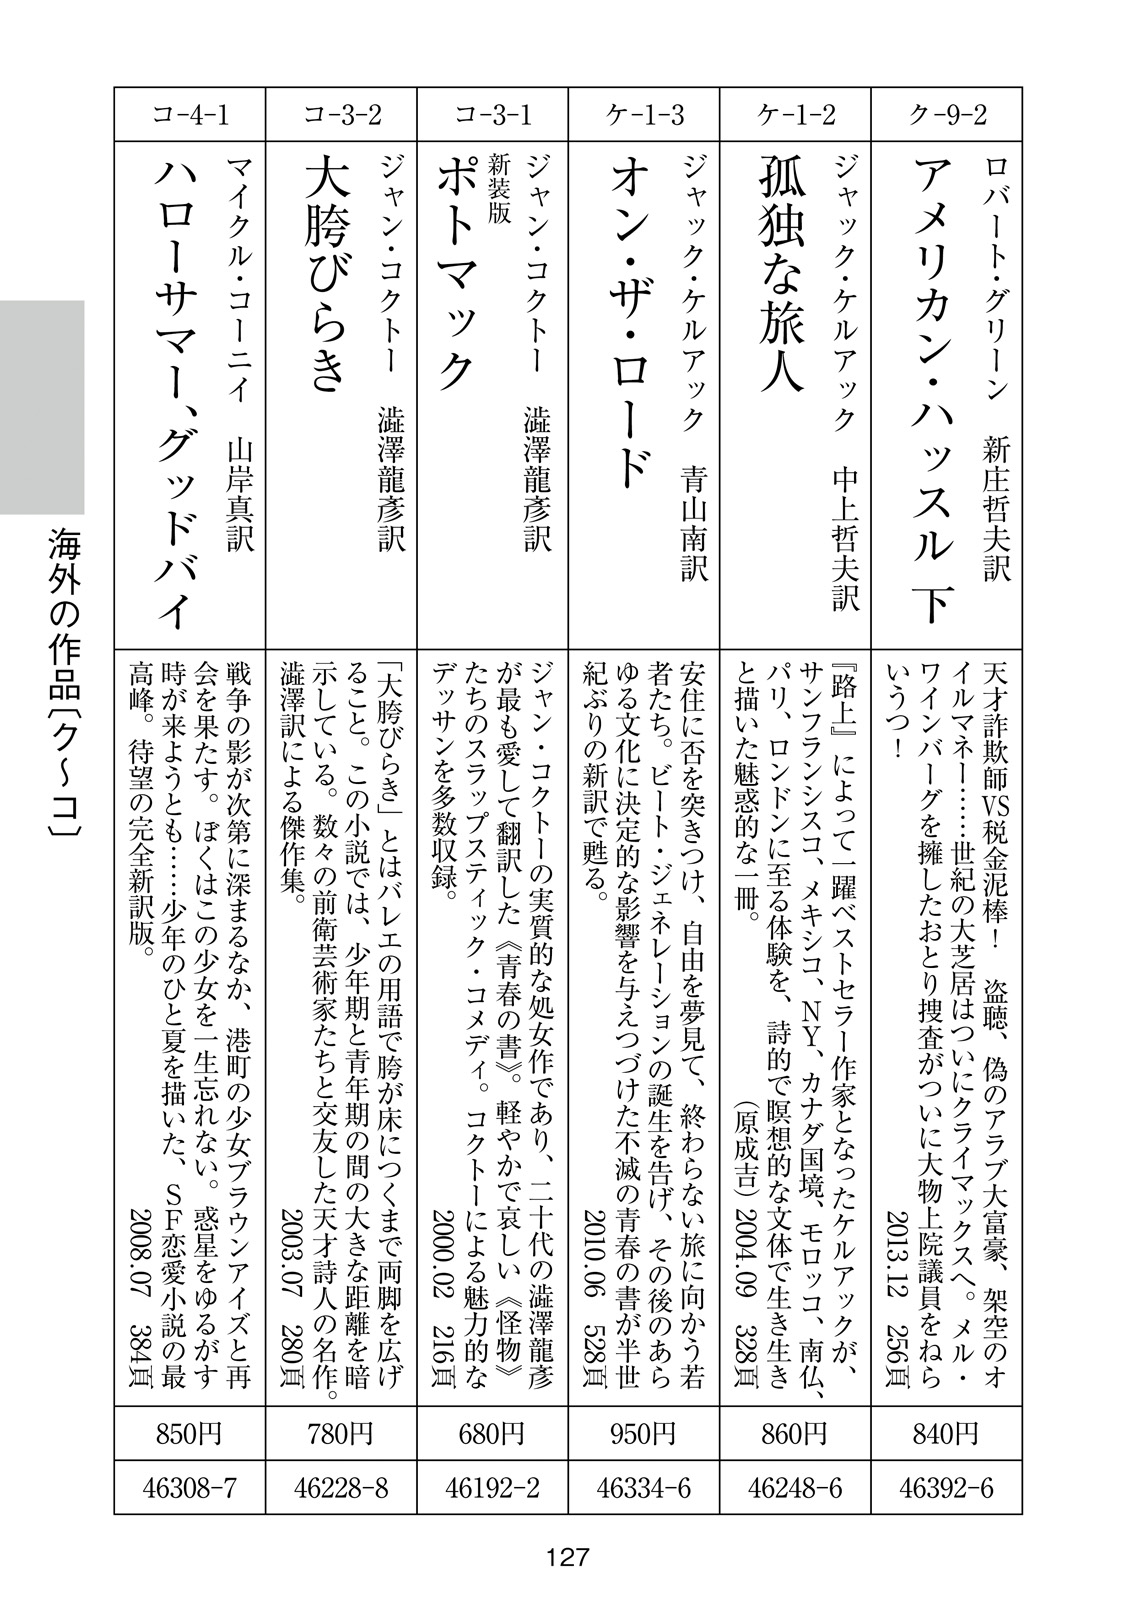 ク-9-2
ロバート・グリーン 新庄哲夫訳
アメリカン・ハッスル 下
天才詐欺師VS税金泥棒！ 盗聴、偽のアラブ大富豪、架空のオ
イルマネー……世紀の大芝居はついにクライマックスへ。メル・
ワインバーグを擁したおとり捜査がついに大物上院議員をねら
いうつ！
2013.12 256頁
840円
46392-6
ケ-1-2
ジャック・ケルアック 中上哲夫訳
孤独な旅人
『路上』によって一躍ベストセラー作家となったケルアックが、
サンフランシスコ、メキシコ、NY、カナダ国境、モロッコ、南仏、
パリ、ロンドンに至る体験を、詩的で瞑想的な文体で生き生き
と描いた魅惑的な一冊。
（原成吉）2004.09 328頁
860円
46248-6
ケ-1-3
ジャック・ケルアック 青山南訳
オン・ザ・ロード
安住に否を突きつけ、自由を夢見て、終わらない旅に向かう若
者たち。ビート・ジェネレーションの誕生を告げ、その後のあら
ゆる文化に決定的な影響を与えつづけた不滅の青春の書が半世
紀ぶりの新訳で甦る。
2010.06 528頁
950円
46334-6
コ-3-1
ジャン・コクトー 澁澤龍彦訳
新装版
ポトマック
ジャン・コクトーの実質的な処女作であり、二十代の澁澤龍彦
が最も愛して翻訳した《青春の書》。軽やかで哀しい《怪物》
たちのスラップスティック・コメディ。コクトーによる魅力的な
デッサンを多数収録。
2000.02 216頁
680円
46192-2
コ-3-2
ジャン・コクトー 澁澤龍彦訳
大胯びらき
「大胯びらき」とはバレエの用語で胯が床につくまで両脚を広げ
ること。この小説では、少年期と青年期の間の大きな距離を暗
示している。数々の前衛芸術家たちと交友した天才詩人の名作。
澁澤訳による傑作集。
2003.07 280頁
780円
46228-8
コ-4-1
マイクル・コーニイ 山岸真訳
ハローサマー、グッドバイ
戦争の影が次第に深まるなか、港町の少女ブラウンアイズと再
会を果たす。ぼくはこの少女を一生忘れない。惑星をゆるがす
時が来ようとも……少年のひと夏を描いた、SF恋愛小説の最
高峰。待望の完全新訳版。
2008.07 384頁
850円
46308-7
海外の作品〔ク〜コ〕
127